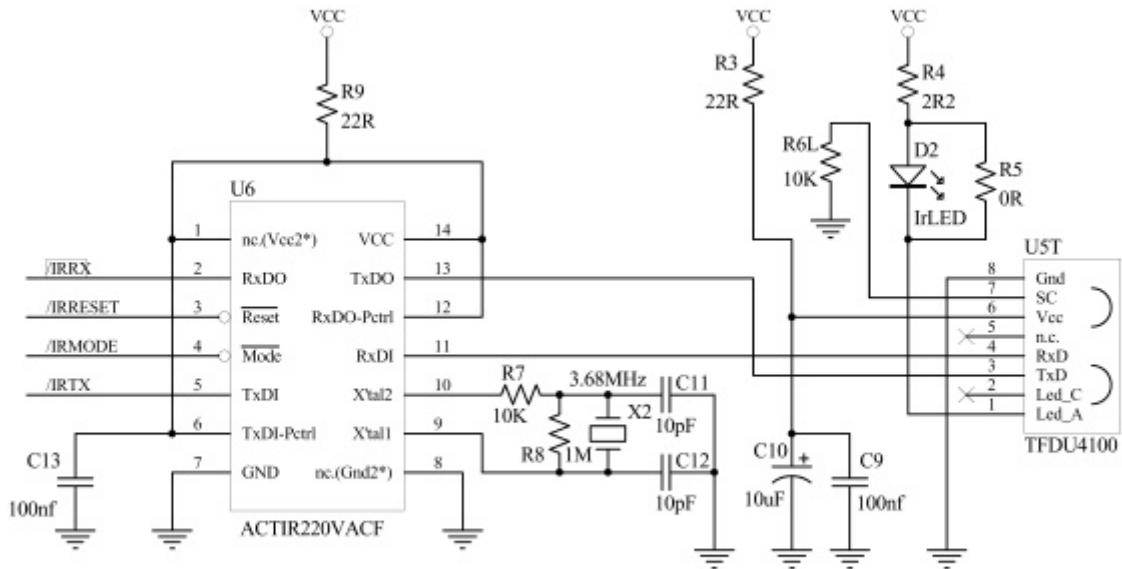 VCC
VCC
VCC
R9
22R
R3
22R
R4
2R2
R6L
10K
D2
IrLED
R5
0R
U6
1 nc.(Vcc2*) VCC 14
/IRRX 2 RxDO TxDO 13
/IRRESET 3 Reset RxDO-Pctrl 12
/IRMODE 4 Mode RxDI 11
/IRTX 5 TxDI X'tal2 10
6 TxDI-Pctrl X'tal1 9
7 GND nc.(Gnd2*) 8
ACTIR220VACF
C13
100nf
R7
10K
3.68MHz
X2
R8
1M
C11
10pF
C12
10pF
C10
+
10uF
C9
100nf
U5T
8 Gnd
7 SC
6 Vcc
5 n.c.
4 RxD
3 TxD
2 Led_C
1 Led_A
TFDU4100